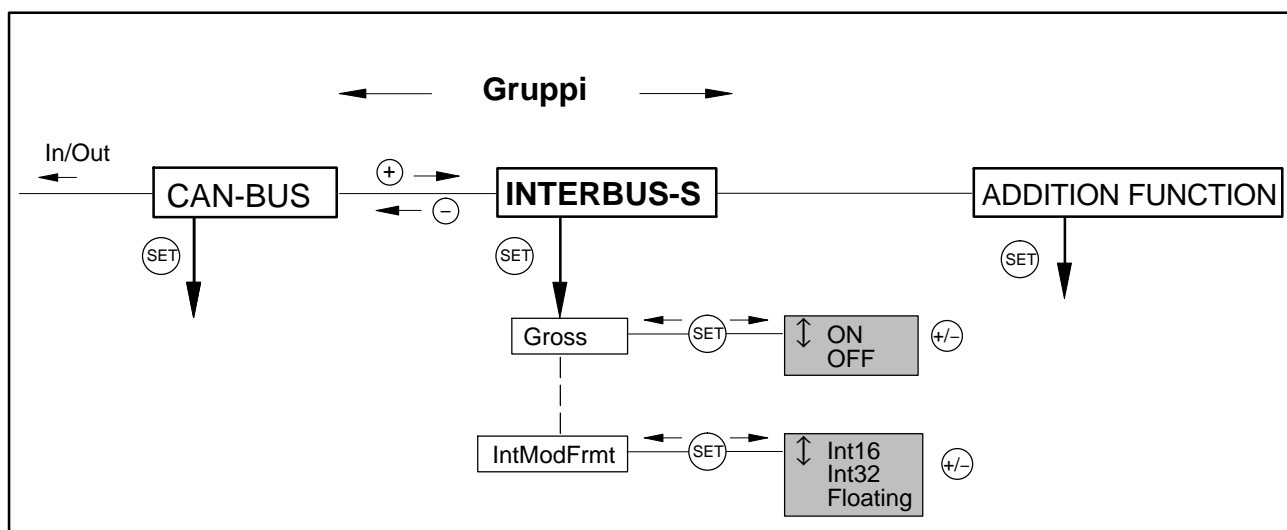 Gruppi
In/Out
CAN-BUS
+
−
INTERBUS-S
ADDITION FUNCTION
SET
SET
SET
Gross
SET
ON
OFF
+/−
IntModFrmt
SET
Int16
Int32
Floating
+/−